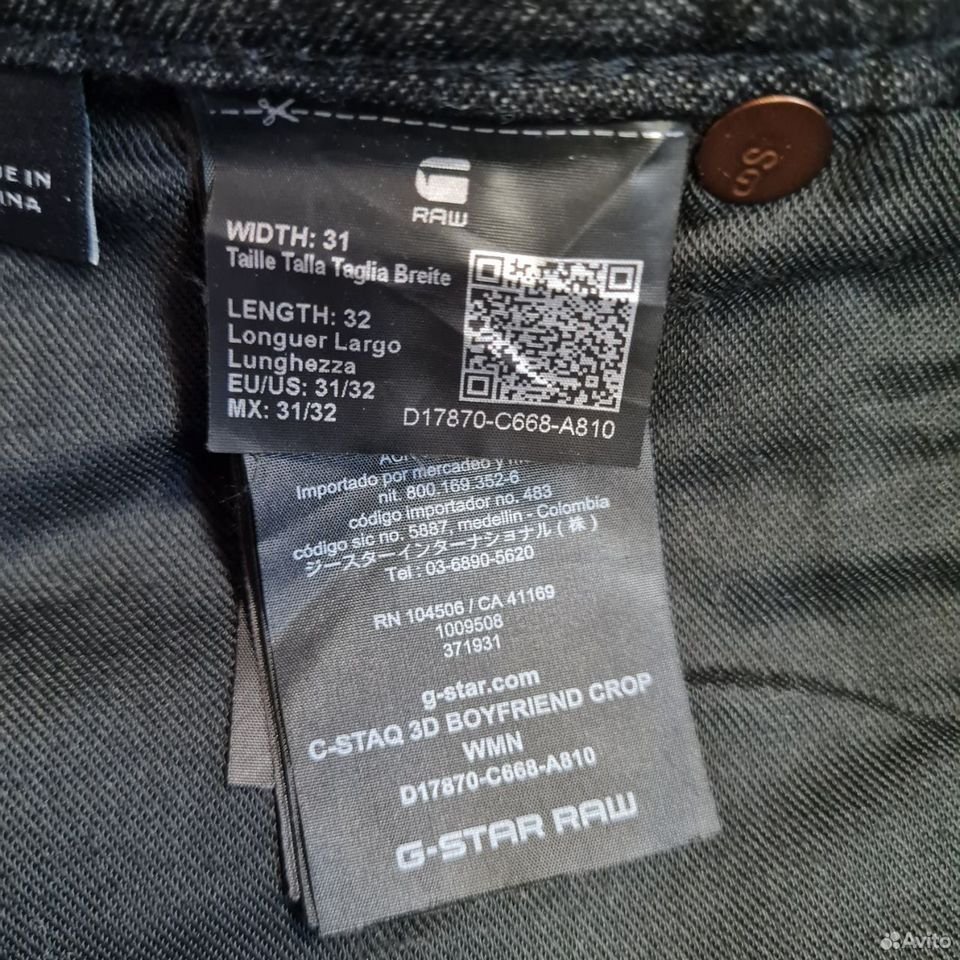 RAW
WIDTH: 31
Taille Talla Taglia Breite
LENGTH: 32
Longuer Largo
Lunghezza
EU/US: 31/32
MX: 31/32
D17870-C668-A810
Importado por mercadeo y
nit. 800.169.352-6
código importador no. 483
código sic no. 5887, medellin - Colombia
ジースターインターナショナル(株)
Tel : 03-6890-5620
RN 104506 / CA 41169
1009508
371931
g-star.com
C-STAQ 3D BOYFRIEND CROP
WMN
D17870-C668-A810
G-STAR RAW
DE IN
INA
GS
Avito